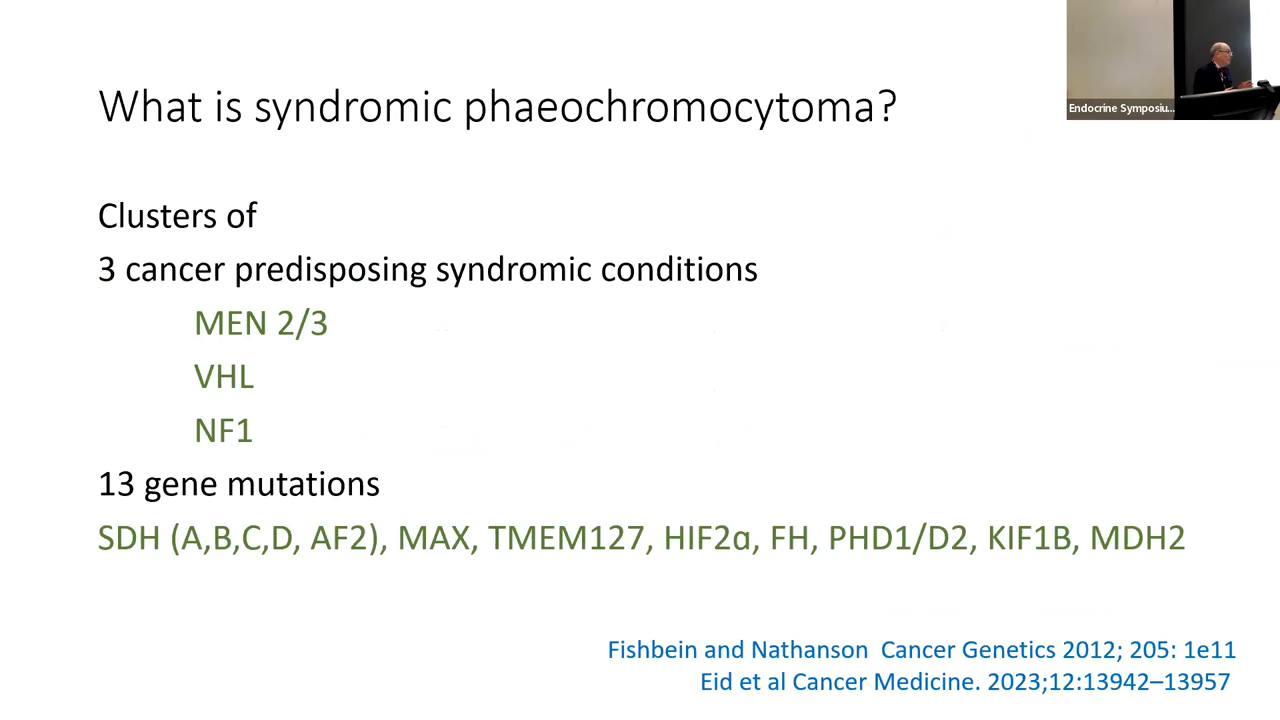 Endocrine Symposiu...
What is syndromic phaeochromocytoma?
Clusters of
3 cancer predisposing syndromic conditions
MEN 2/3
VHL
NF1
13 gene mutations
SDH (A,B,C,D, AF2), MAX, TMEM127, HIF2α, FH, PHD1/D2, KIF1B, MDH2
Fishbein and Nathanson Cancer Genetics 2012; 205: 1e11
Eid et al Cancer Medicine. 2023;12:13942–13957